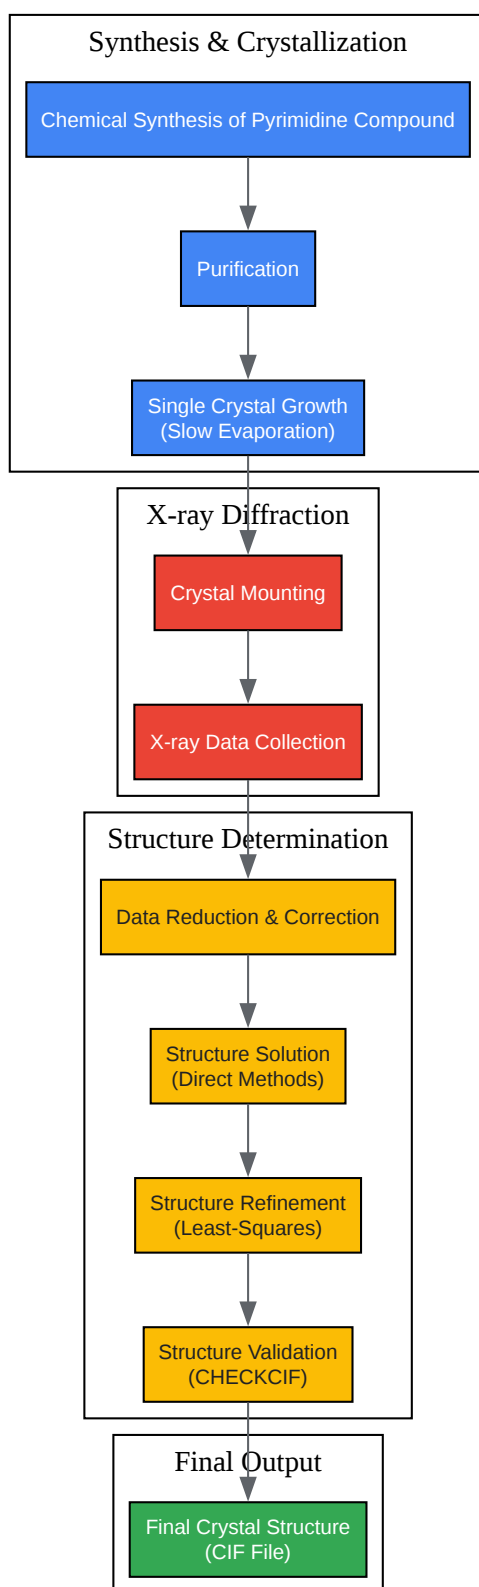 Synthesis & Crystallization
Chemical Synthesis of Pyrimidine Compound
Purification
Single Crystal Growth
(Slow Evaporation)
X-ray Diffraction
Crystal Mounting
X-ray Data Collection
Structure Determination
Data Reduction & Correction
Structure Solution
(Direct Methods)
Structure Refinement
(Least-Squares)
Structure Validation
(CHECKCIF)
Final Output
Final Crystal Structure
(CIF File)